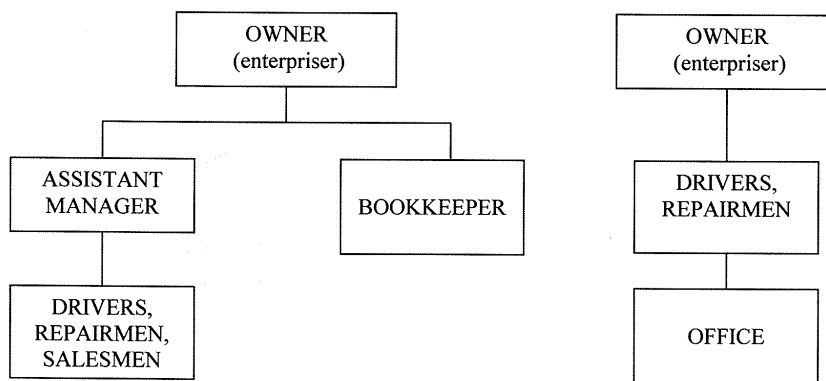 OWNER
(enterpriser)
ASSISTANT
MANAGER
BOOKKEEPER
DRIVERS,
REPAIRMEN,
SALESMEN
OWNER
(enterpriser)
DRIVERS,
REPAIRMEN
OFFICE